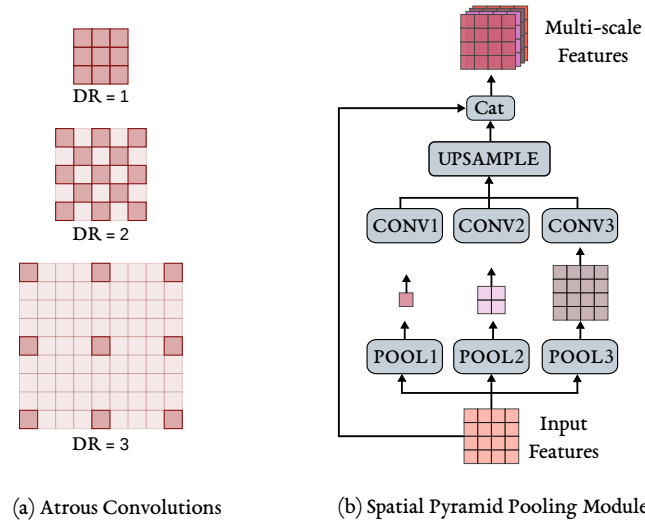 DR = 1
DR = 2
DR = 3
(a) Atrous Convolutions
Multi-scale
Features
Cat
UPSAMPLE
CONV1 CONV2 CONV3
POOL1 POOL2 POOL3
Input
Features
(b) Spatial Pyramid Pooling Module